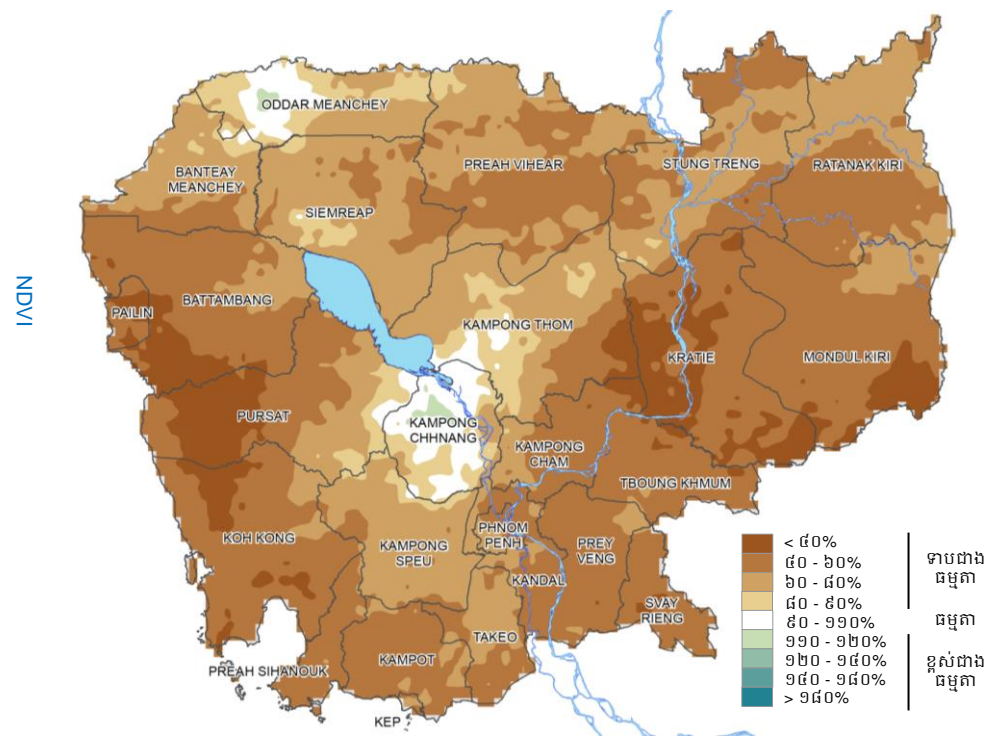 NDVI
ODDAR MEANCHEY
BANTEAY
MEANCHEY
SIEMREAP
PREAH VIHEAR
STUNG TRENG
RATANAK KIRI
BATTAMBANG
PAILIN
KAMPONG THOM
KRATIE
MONDUL KIRI
PURSAT
KAMPONG
CHHNANG
KAMPONG
CHAM
TBOUNG KHMUM
KOH KONG
KAMPONG
SPEU
PHNOM
PENH
PREY
VENG
KANDAL
SVAY
RIENG
TAKEO
PREAH SIHANOUK
KAMPOT
KEP
< ៤០%
៤០ - ៦០%
៦០ - ៨០%
៨០ - ៩០%
៩០ - ១១០%
១១០ - ១២០%
១២០ - ១៤០%
១៤០ - ១៨០%
> ១៨០%
ទាបជាង
ធម្មតា
ធម្មតា
ខ្ពស់ជាង
ធម្មតា